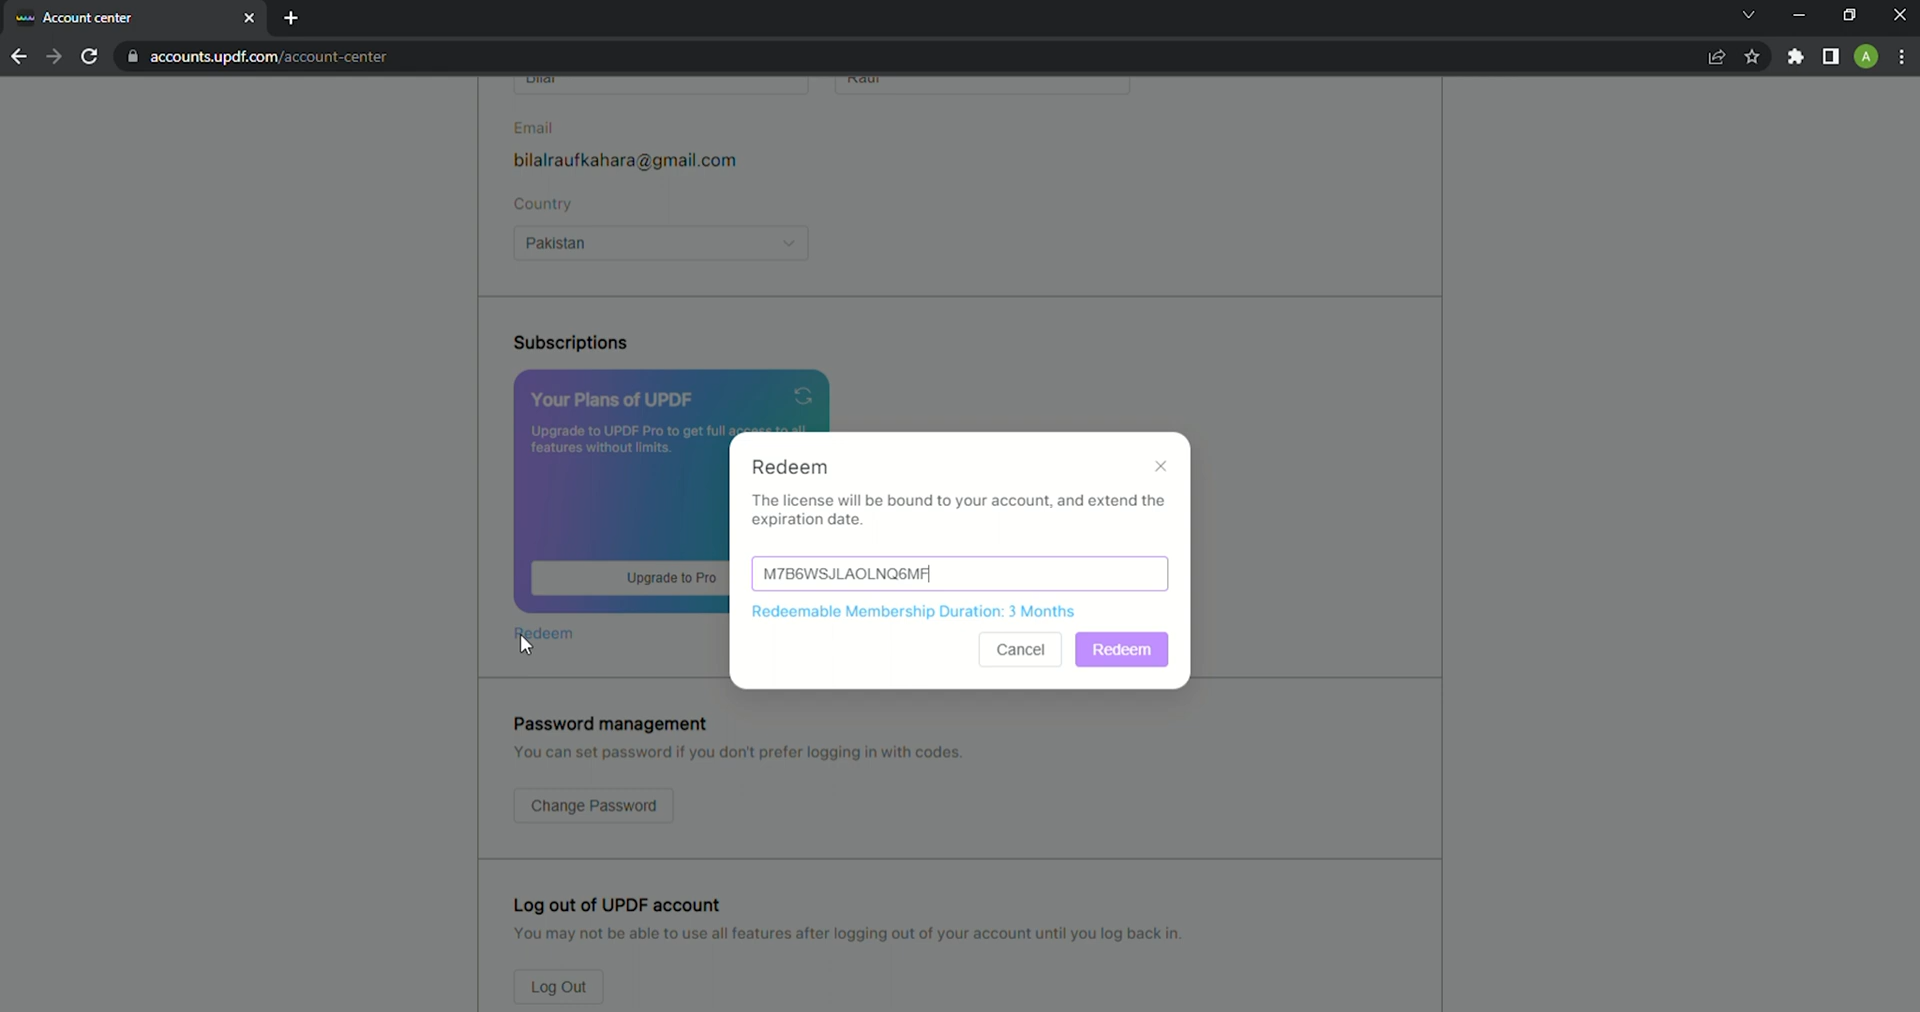 Account center
accounts.updf.com/account-center
A
Email
bilalraufkahara@gmail.com
Country
Pakistan
Subscriptions
Your Plans of UPDF
Upgrade to UPDF Pro to get full access to all
features without limits.
Upgrade to Pro
Redeem
Redeem
The license will be bound to your account, and extend the
expiration date.
M7B6WSJLAOLNQ6MF
Redeemable Membership Duration: 3 Months
Cancel Redeem
Password management
You can set password if you don't prefer logging in with codes.
Change Password
Log out of UPDF account
You may not be able to use all features after logging out of your account until you log back in.
Log Out